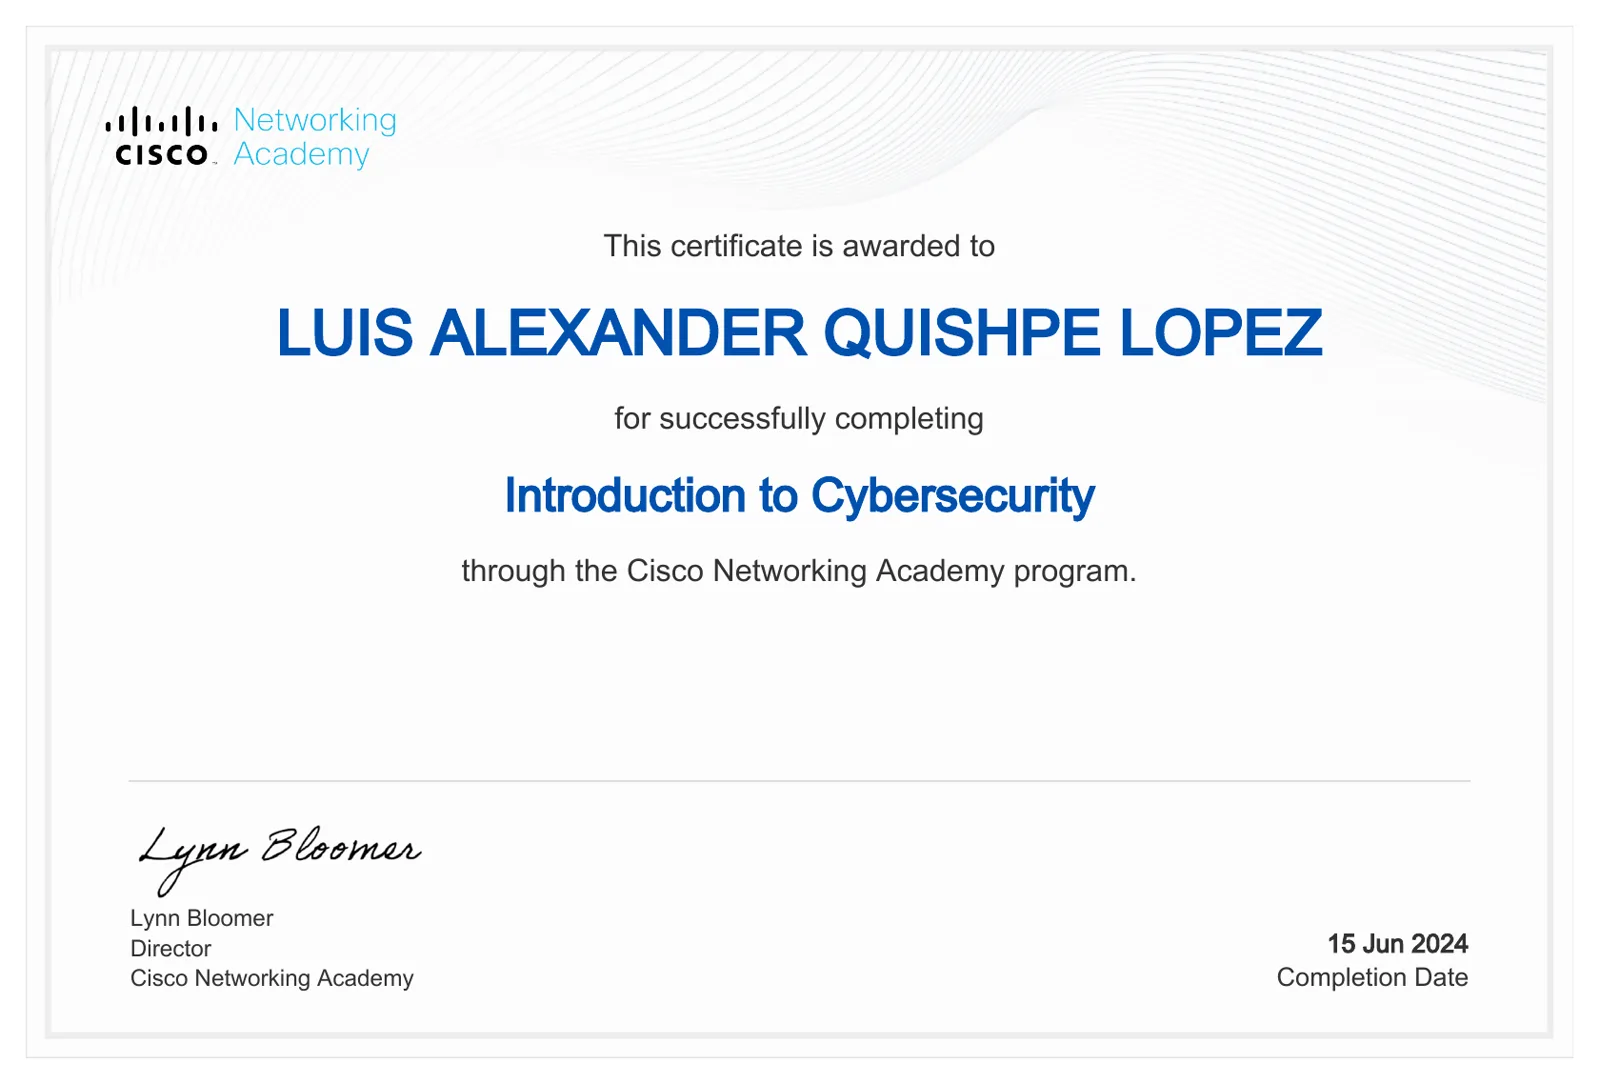 CISCO
Networking
Academy
This certificate is awarded to
LUIS ALEXANDER QUISHPE LOPEZ
for successfully completing
Introduction to Cybersecurity
through the Cisco Networking Academy program.
Lynn Bloomer
Lynn Bloomer
Director
Cisco Networking Academy
15 Jun 2024
Completion Date